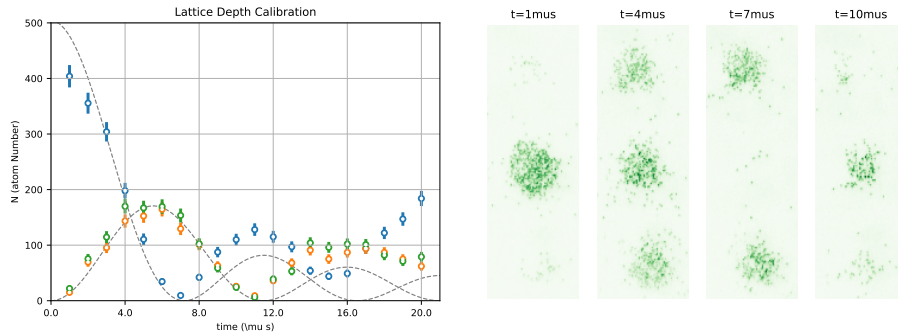 Lattice Depth Calibration
N (atom Number)
500
400
300
200
100
0
0.0
4.0
8.0
12.0
16.0
20.0
time (\mu s)
t=1mus
t=4mus
t=7mus
t=10mus